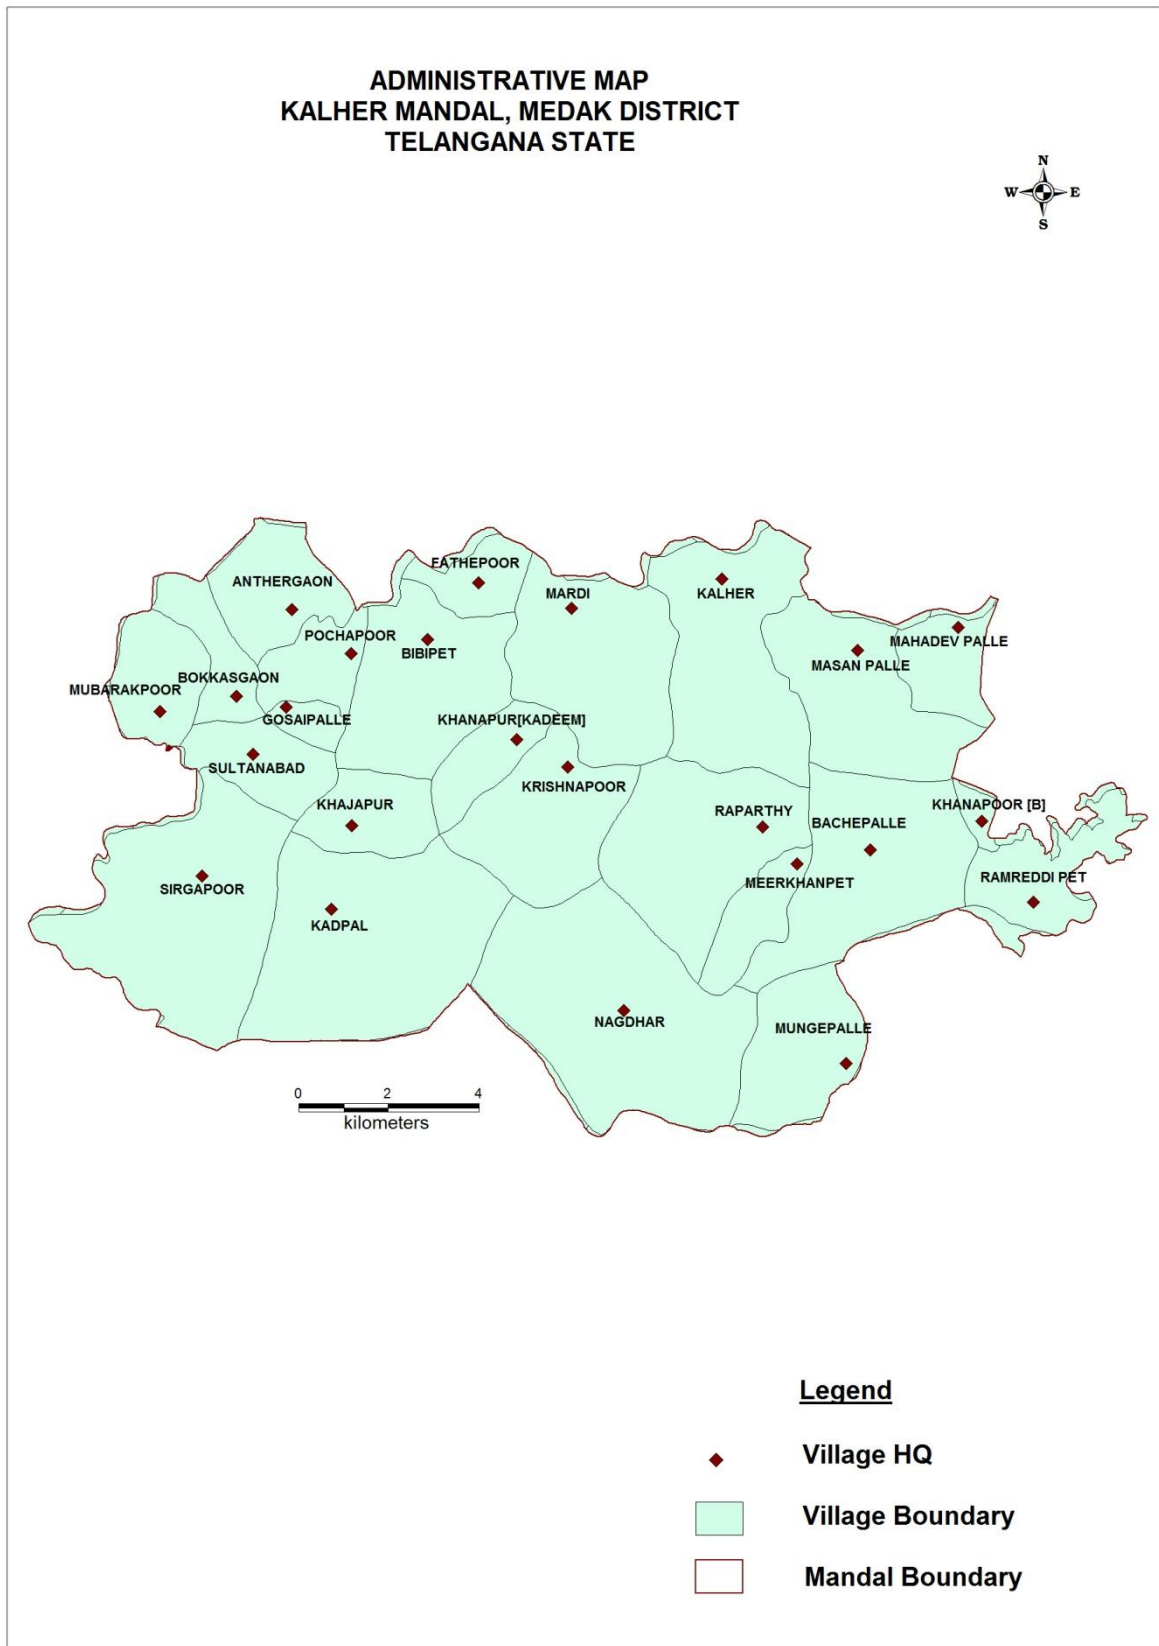 ADMINISTRATIVE MAP
KALHER MANDAL, MEDAK DISTRICT
TELANGANA STATE
N
W E
S
FATHEPOOR
ANTHERGAON
MARDI
KALHER
POCHAPOOR
BIBIPET
MAHADEV PALLE
MASAN PALLE
BOKKASGAON
MUBARAKPOOR
GOSAIPALLE
KHANAPUR[KADEEM]
SULTANABAD
KRISHNAPOOR
KHAJAPUR
RAPARTHY
BACHEPALLE
KHANAPOOR [B]
SIRGAPOOR
MEERKHANPET
RAMREDDI PET
KADPAL
NAGDHAR
MUNGEPALLE
0 2 4
kilometers
Legend
Village HQ
Village Boundary
Mandal Boundary